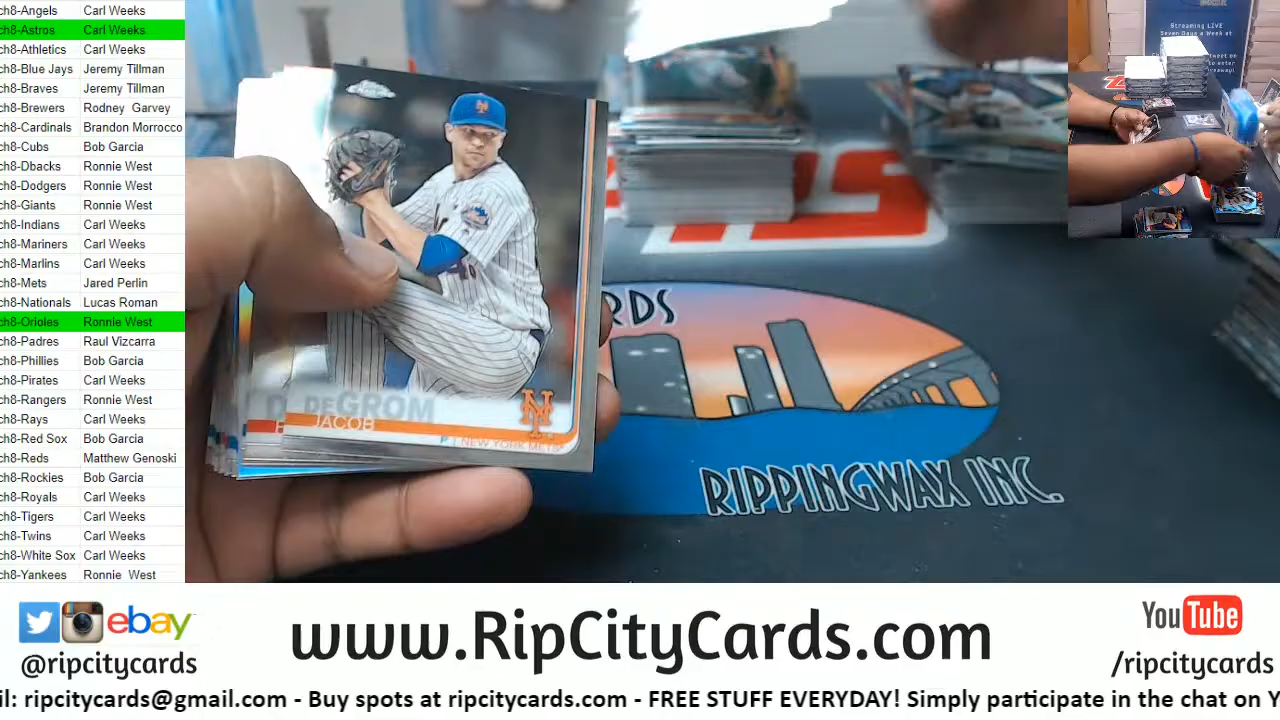 ch8-Angels Carl Weeks
ch8-Astros Carl Weeks
ch8-Athletics Carl Weeks
ch8-Blue Jays Jeremy Tillman
ch8-Braves Jeremy Tillman
ch8-Brewers Rodney Garvey
ch8-Cardinals Brandon Morrocco
ch8-Cubs Bob Garcia
ch8-Dbacks Ronnie West
ch8-Dodgers Ronnie West
ch8-Giants Ronnie West
ch8-Indians Carl Weeks
ch8-Mariners Carl Weeks
ch8-Marlins Carl Weeks
ch8-Mets Jared Perlin
ch8-Nationals Lucas Roman
ch8-Orioles Ronnie West
ch8-Padres Raul Vizcarra
ch8-Phillies Bob Garcia
ch8-Pirates Carl Weeks
ch8-Rangers Ronnie West
ch8-Rays Carl Weeks
ch8-Red Sox Bob Garcia
ch8-Reds Matthew Genoski
ch8-Rockies Bob Garcia
ch8-Royals Carl Weeks
ch8-Tigers Carl Weeks
ch8-Twins Carl Weeks
ch8-White Sox Carl Weeks
ch8-Yankees Ronnie West
DEGROM
JACOB
P | NEW YORK METS
NY
RDS
RIPPINGWAX INC.
Streaming LIVE
Seven Days a Week at
ebay
@ripcitycards
www.RipCityCards.com
YouTube
/ripcitycards
il: ripcitycards@gmail.com - Buy spots at ripcitycards.com - FREE STUFF EVERYDAY! Simply participate in the chat on Y